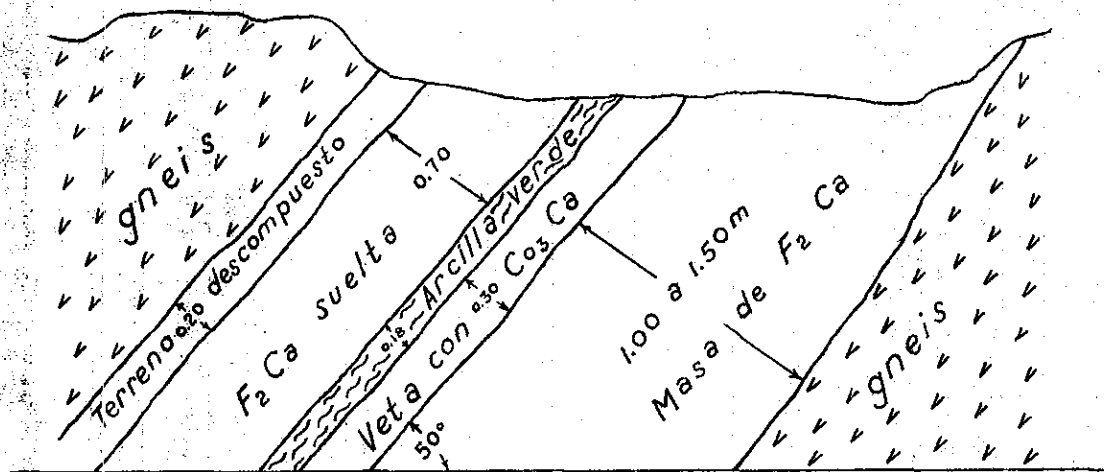 gneis
Terreno descompuesto
0.20
F₂ Ca suelta
0.70
Arcilla verde
0.18
Veta con Co₃ Ca
0.30
50°
1.00 a 1.50m
Masa de F₂ Ca
gneis